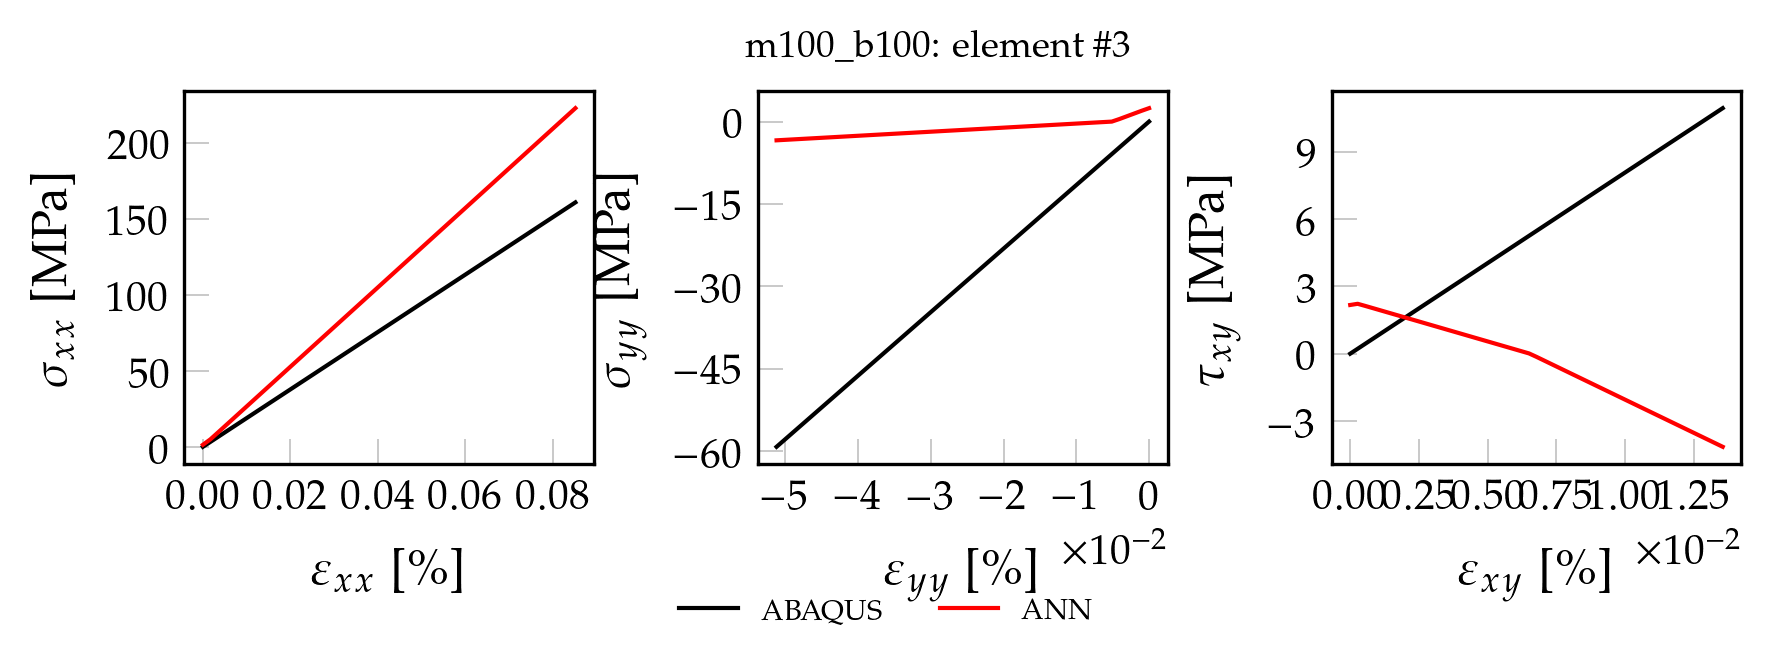 m100_b100: element #3
σxx [MPa]
200
150
100
50
0
0.00 0.02 0.04 0.06 0.08
εxx [%]
σyy [MPa]
0
−15
−30
−45
−60
−5 −4 −3 −2 −1 0
×10−2
εyy [%]
τxy [MPa]
9
6
3
0
−3
0.00 0.25 0.50 0.75 1.00 1.25
×10−2
εxy [%]
ABAQUS ANN